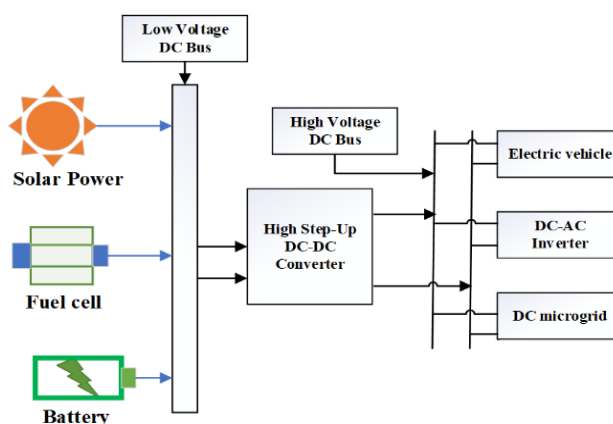 Low Voltage
DC Bus
Solar Power
High Voltage
DC Bus
Electric vehicle
High Step-Up
DC-DC
Converter
DC-AC
Inverter
Fuel cell
DC microgrid
Battery